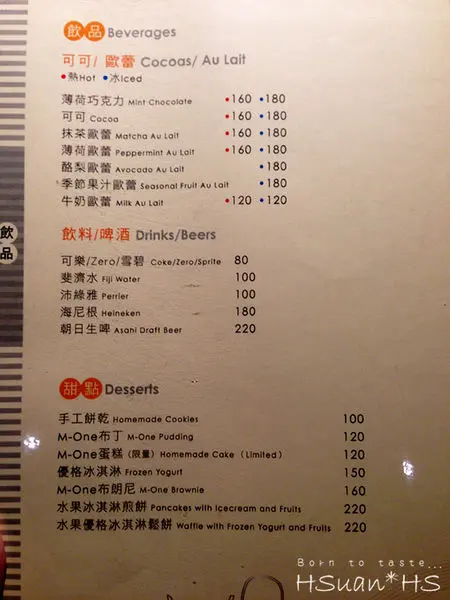 飲品 Beverages
可可/ 歐蕾 Cocoas/ Au Lait
•熱Hot •冰Iced
薄荷巧克力 Mint Chocolate •160 •180
可可 Cocoa •160 •180
抹茶歐蕾 Matcha Au Lait •160 •180
薄荷歐蕾 Peppermint Au Lait •160 •180
酪梨歐蕾 Avocado Au Lait •180
季節果汁歐蕾 Seasonal Fruit Au Lait •180
牛奶歐蕾 Milk Au Lait •120 •120
飲品
飲料/啤酒 Drinks/Beers
可樂/Zero/雪碧 Coke/Zero/Sprite 80
斐濟水 Fiji Water 100
沛綠雅 Perrier 100
海尼根 Heineken 180
朝日生啤 Asahi Draft Beer 220
甜點 Desserts
手工餅乾 Homemade Cookies 100
M-One布丁 M-One Pudding 120
M-One蛋糕 (限量) Homemade Cake (Limited) 120
優格冰淇淋 Frozen Yogurt 150
M-One布朗尼 M-One Brownie 160
水果冰淇淋煎餅 Pancakes with Icecream and Fruits 220
水果優格冰淇淋鬆餅 Waffle with Frozen Yogurt and Fruits 220
Born to taste...
HSuan*HS